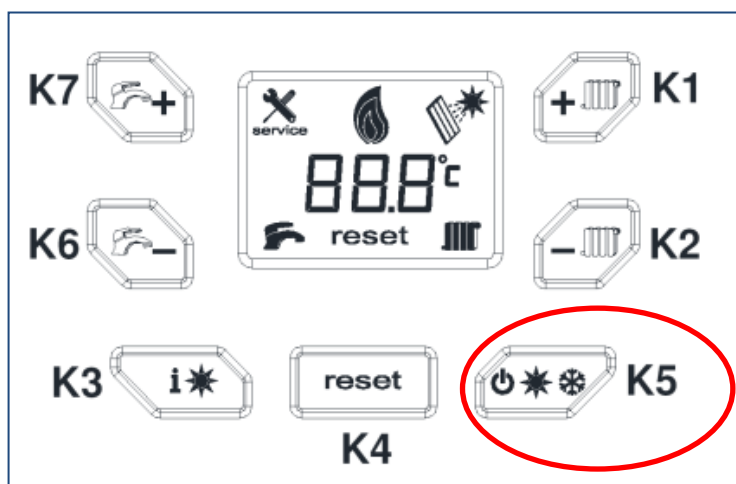 K7
+
service
+
K1
88.8°c
K6
−
reset
−
K2
K3
i
reset
K5
K4